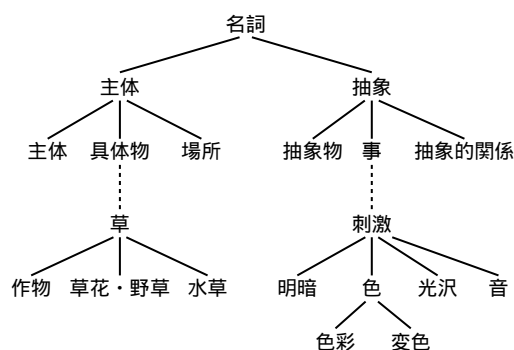 名詞
主体 抽象
主体 具体物 場所 抽象物 事 抽象的関係
草 刺激
作物 草花・野草 水草 明暗 色 光沢 音
色彩 変色